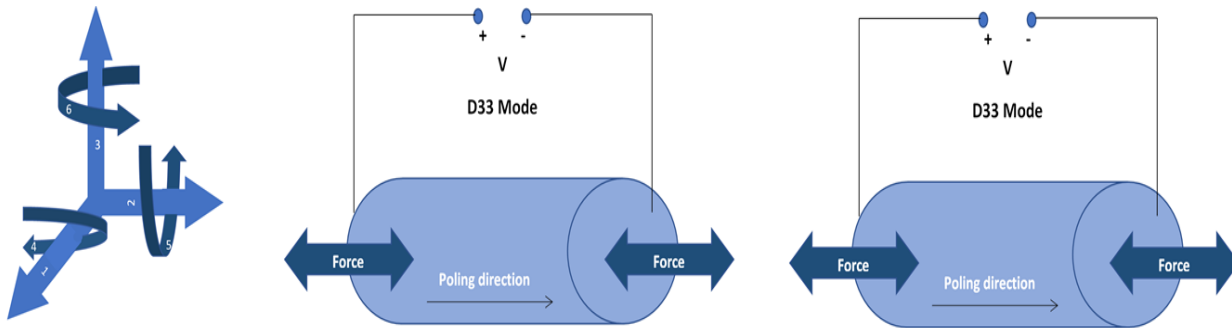 6
3
2
5
4
1
+ -
V
D33 Mode
Force
Force
Poling direction
+ -
V
D33 Mode
Force
Force
Poling direction